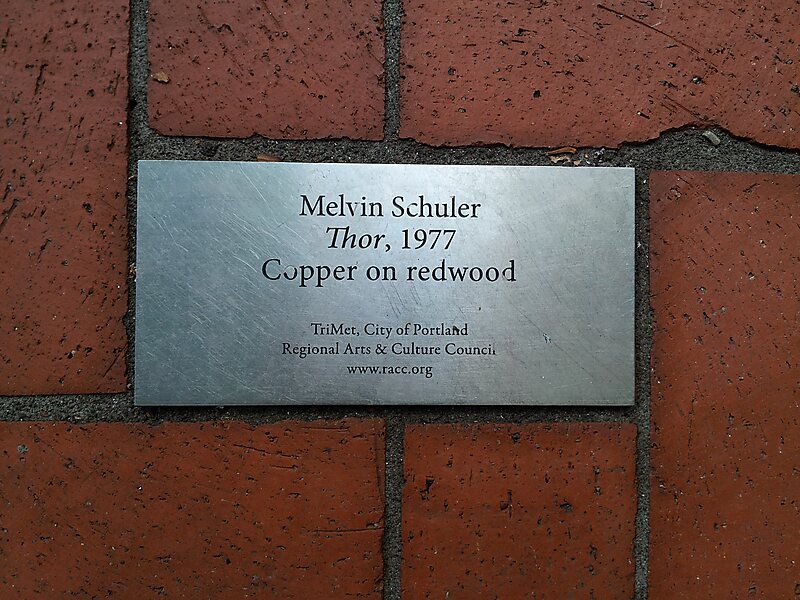 Melvin Schuler
Thor, 1977
Copper on redwood
TriMet, City of Portland
Regional Arts & Culture Council
www.racc.org